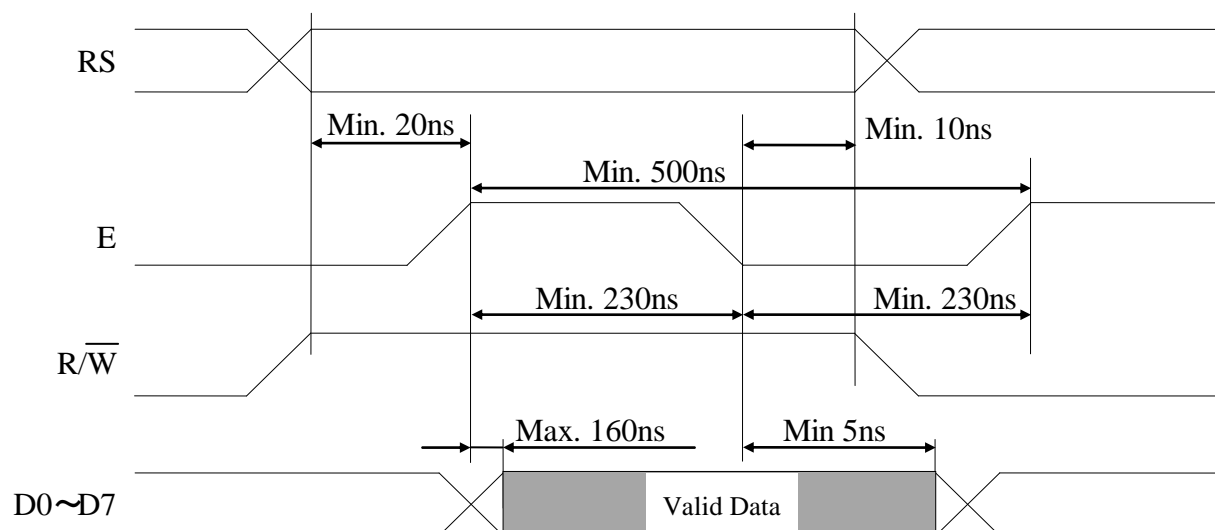 RS
Min. 20ns
Min. 10ns
Min. 500ns
E
Min. 230ns
Min. 230ns
R/W̅
Max. 160ns
Min 5ns
D0～D7
Valid Data